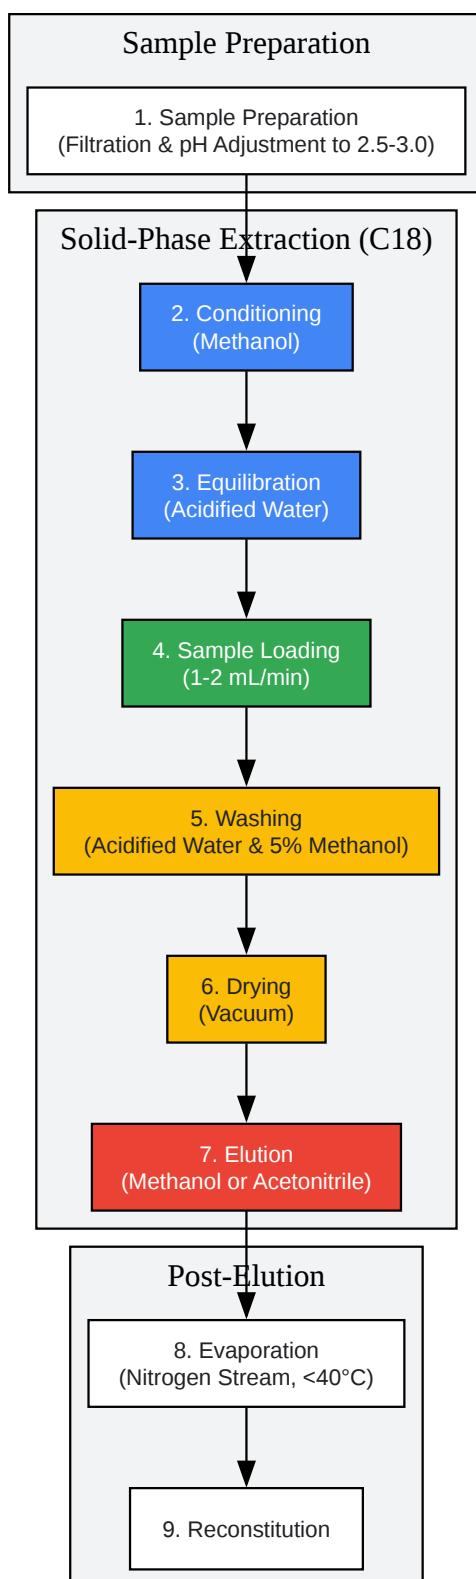 Sample Preparation
1. Sample Preparation
(Filtration & pH Adjustment to 2.5-3.0)
Solid-Phase Extraction (C18)
2. Conditioning
(Methanol)
3. Equilibration
(Acidified Water)
4. Sample Loading
(1-2 mL/min)
5. Washing
(Acidified Water & 5% Methanol)
6. Drying
(Vacuum)
7. Elution
(Methanol or Acetonitrile)
Post-Elution
8. Evaporation
(Nitrogen Stream, <40°C)
9. Reconstitution